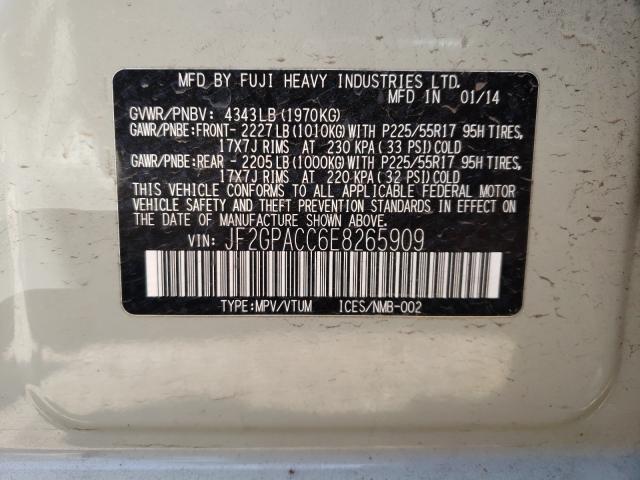 MFD BY FUJI HEAVY INDUSTRIES LTD.
MFD IN 01/14
GVWR/PNBV: 4343LB(1970KG)
GAWR/PNBE:FRONT- 2227LB(1010KG)WITH P225/55R17 95H TIRES,
17X7J RIMS AT 230 KPA (33 PSI) COLD
GAWR/PNBE:REAR - 2205LB(1000KG)WITH P225/55R17 95H TIRES,
17X7J RIMS AT 220 KPA (32 PSI) COLD
THIS VEHICLE CONFORMS TO ALL APPLICABLE FEDERAL MOTOR
VEHICLE SAFETY AND THEFT PREVENTION STANDARDS IN EFFECT
ON THE DATE OF MANUFACTURE SHOWN ABOVE.
VIN: JF2GPACC6E8265909
TYPE:MPV/VTUM ICES/NMB-002